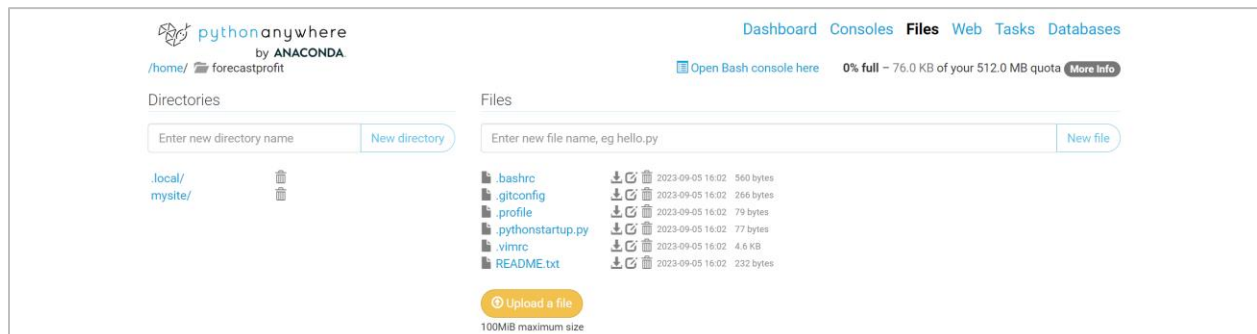 pythonanywhere
by ANACONDA.
Dashboard Consoles Files Web Tasks Databases
/home/ forecastprofit
Open Bash console here 0% full – 76.0 KB of your 512.0 MB quota More Info
Directories
Enter new directory name New directory
.local/
mysite/
Files
Enter new file name, eg hello.py New file
.bashrc 2023-09-05 16:02 560 bytes
.gitconfig 2023-09-05 16:02 266 bytes
.profile 2023-09-05 16:02 79 bytes
.pythonstartup.py 2023-09-05 16:02 77 bytes
.vimrc 2023-09-05 16:02 4.6 KB
README.txt 2023-09-05 16:02 232 bytes
Upload a file
100MiB maximum size